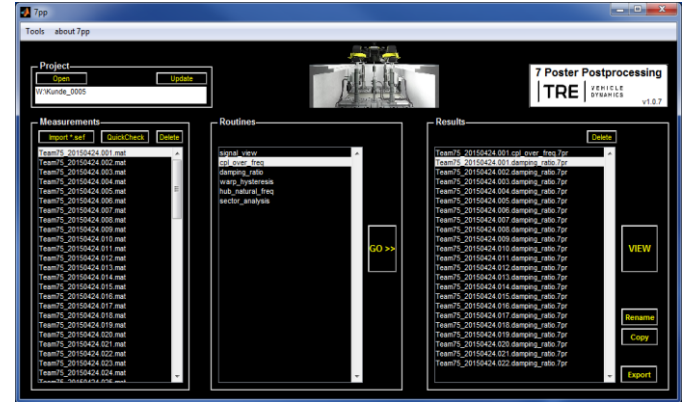 7pp
Tools about 7pp
Project
Open Update
W:\Kunde_0005
7 Poster Postprocessing
TRE VEHICLE DYNAMICS
v1.0.7
Measurements
Import *.sef QuickCheck Delete
Team75_20150424.001.mat
Team75_20150424.002.mat
Team75_20150424.003.mat
Team75_20150424.004.mat
Team75_20150424.005.mat
Team75_20150424.006.mat
Team75_20150424.007.mat
Team75_20150424.008.mat
Team75_20150424.009.mat
Team75_20150424.010.mat
Team75_20150424.011.mat
Team75_20150424.012.mat
Team75_20150424.013.mat
Team75_20150424.014.mat
Team75_20150424.015.mat
Team75_20150424.016.mat
Team75_20150424.017.mat
Team75_20150424.018.mat
Team75_20150424.019.mat
Team75_20150424.020.mat
Team75_20150424.021.mat
Team75_20150424.022.mat
Team75_20150424.023.mat
Team75_20150424.024.mat
Team75_20150424.025.mat
Routines
signal_view
cpl_over_freq
damping_ratio
warp_hysteresis
hub_natural_freq
sector_analysis
GO >>
Results
Delete
Team75_20150424.001.cpl_over_freq.7pr
Team75_20150424.001.damping_ratio.7pr
Team75_20150424.002.damping_ratio.7pr
Team75_20150424.003.damping_ratio.7pr
Team75_20150424.004.damping_ratio.7pr
Team75_20150424.005.damping_ratio.7pr
Team75_20150424.006.damping_ratio.7pr
Team75_20150424.007.damping_ratio.7pr
Team75_20150424.008.damping_ratio.7pr
Team75_20150424.009.damping_ratio.7pr
Team75_20150424.010.damping_ratio.7pr
Team75_20150424.011.damping_ratio.7pr
Team75_20150424.012.damping_ratio.7pr
Team75_20150424.013.damping_ratio.7pr
Team75_20150424.014.damping_ratio.7pr
Team75_20150424.015.damping_ratio.7pr
Team75_20150424.016.damping_ratio.7pr
Team75_20150424.017.damping_ratio.7pr
Team75_20150424.018.damping_ratio.7pr
Team75_20150424.019.damping_ratio.7pr
Team75_20150424.020.damping_ratio.7pr
Team75_20150424.021.damping_ratio.7pr
Team75_20150424.022.damping_ratio.7pr
VIEW
Rename
Copy
Export